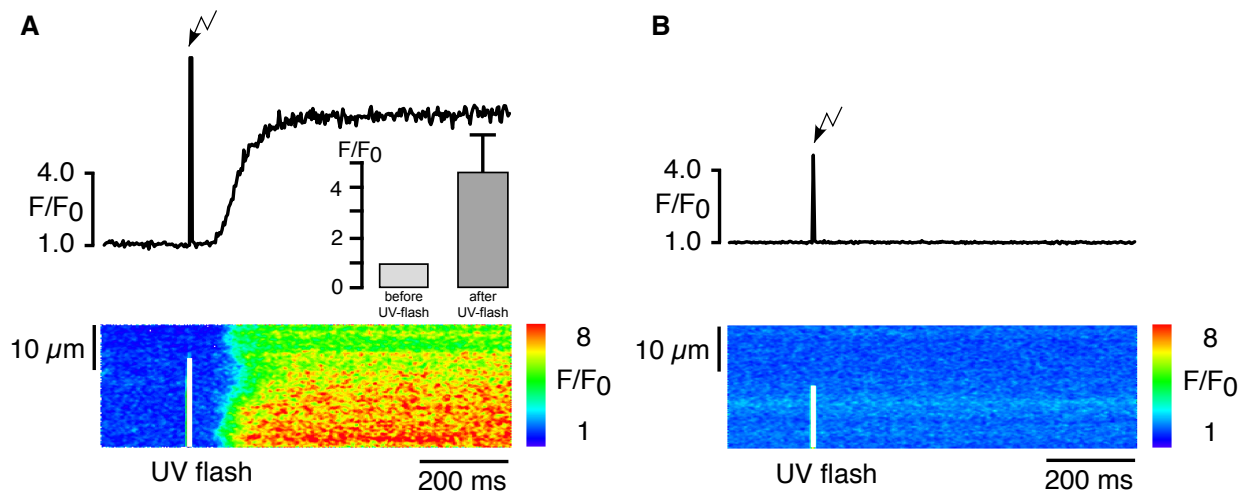 A
4.0
F/F0
1.0
F/F0
4
2
0
before
UV-flash
after
UV-flash
10 µm
8
F/F0
1
UV flash
200 ms
B
4.0
F/F0
1.0
10 µm
8
F/F0
1
UV flash
200 ms